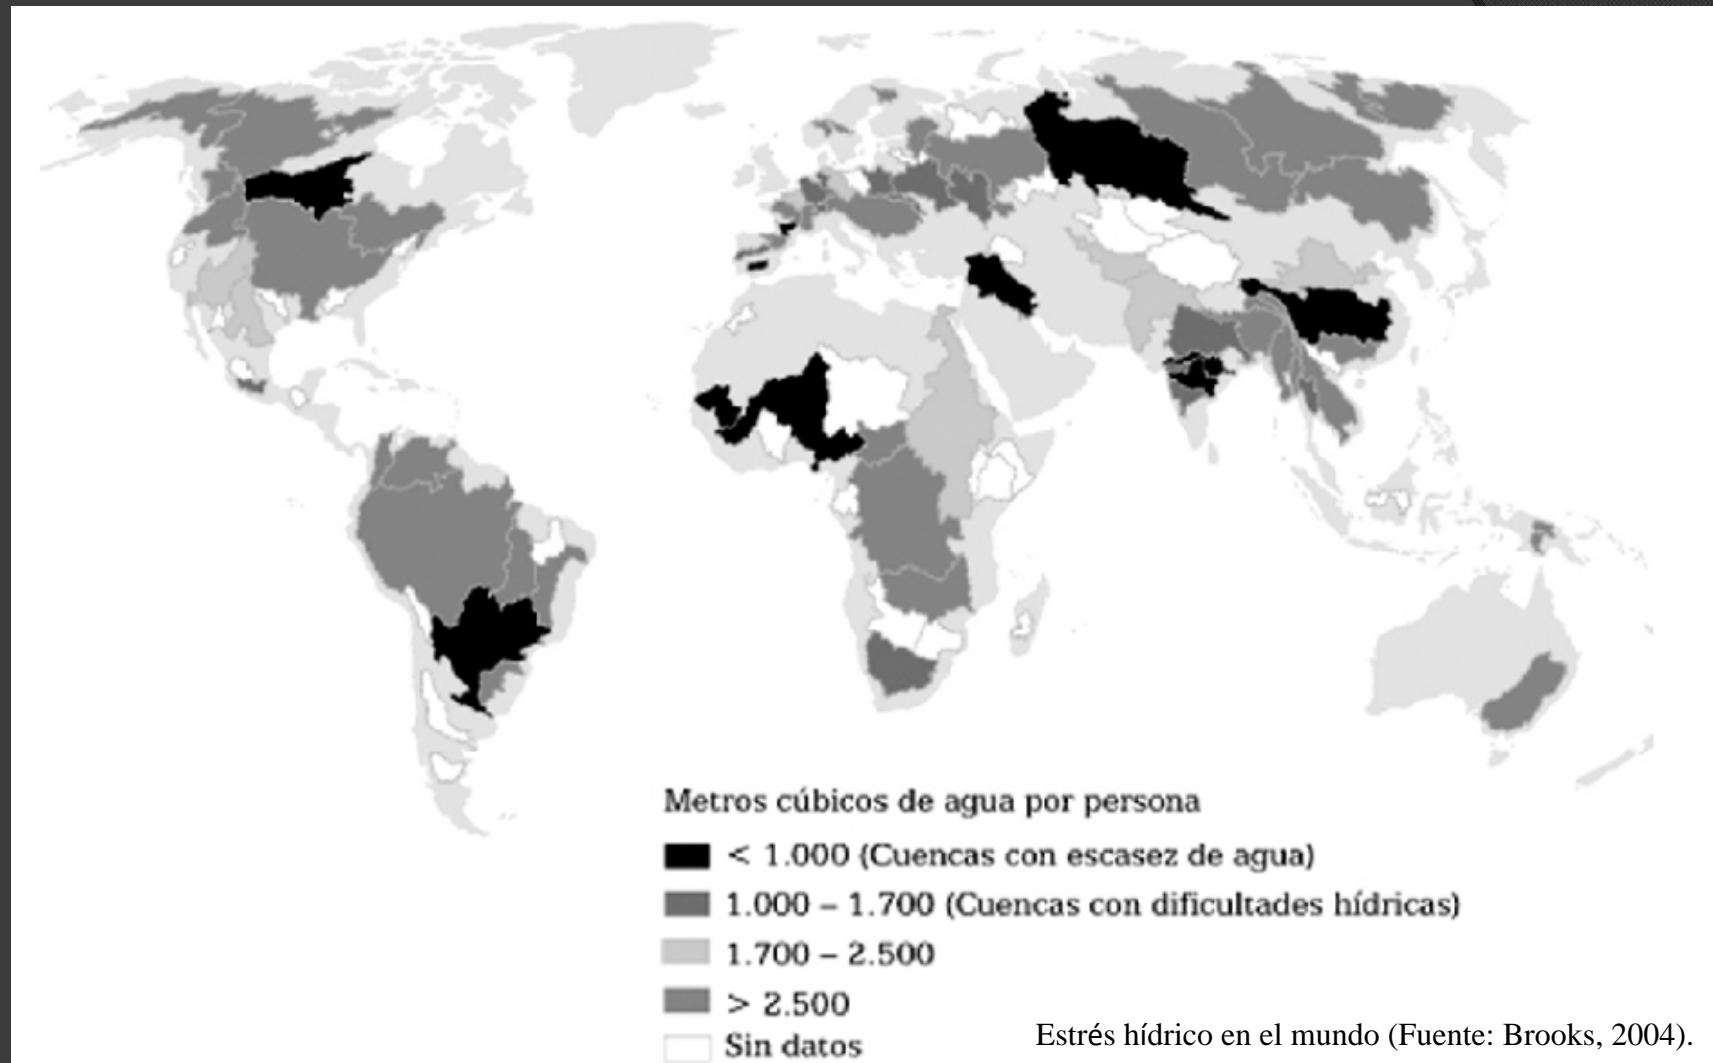 Metros cúbicos de agua por persona
< 1.000 (Cuencas con escasez de agua)
1.000 – 1.700 (Cuencas con dificultades hídricas)
1.700 – 2.500
> 2.500
Sin datos
Estrés hídrico en el mundo (Fuente: Brooks, 2004).